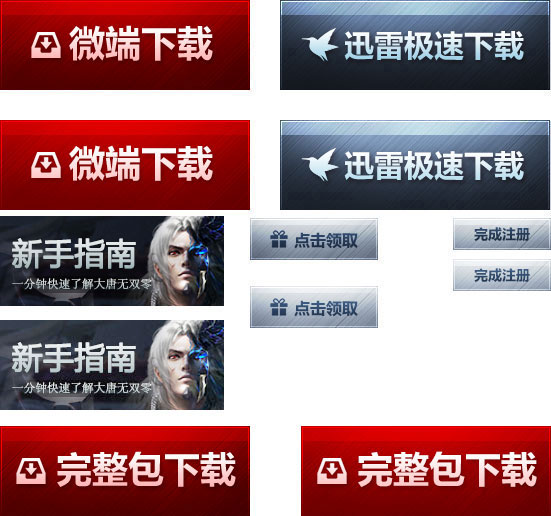 微端下载
迅雷极速下载
微端下载
迅雷极速下载
新手指南
一分钟快速了解大唐无双零
点击领取
完成注册
完成注册
点击领取
新手指南
一分钟快速了解大唐无双零
完整包下载
完整包下载